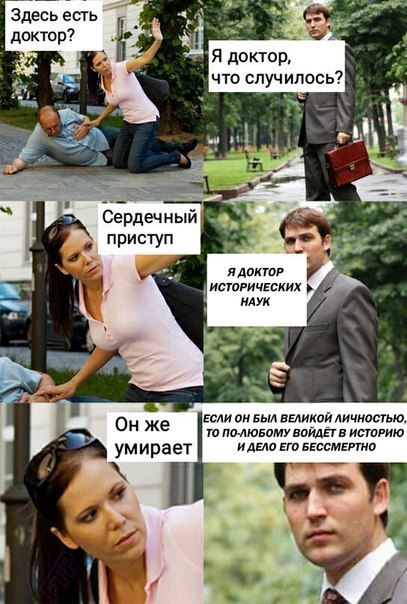 Здесь есть
доктор?
Я доктор,
что случилось?
Сердечный
приступ
Я ДОКТОР
ИСТОРИЧЕСКИХ
НАУК
Он же
умирает
ЕСЛИ ОН БЫЛ ВЕЛИКОЙ ЛИЧНОСТЬЮ,
ТО ПО-ЛЮБОМУ ВОЙДЁТ В ИСТОРИЮ
И ДЕЛО ЕГО БЕССМЕРТНО